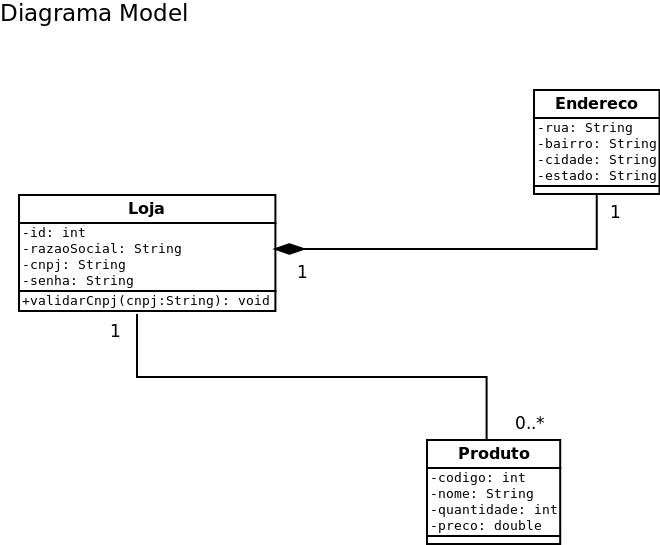 Diagrama Model
Endereco
-rua: String
-bairro: String
-cidade: String
-estado: String
1
Loja
-id: int
-razaoSocial: String
-cnpj: String
-senha: String
+validarCnpj(cnpj:String): void
1
1
0..*
Produto
-codigo: int
-nome: String
-quantidade: int
-preco: double